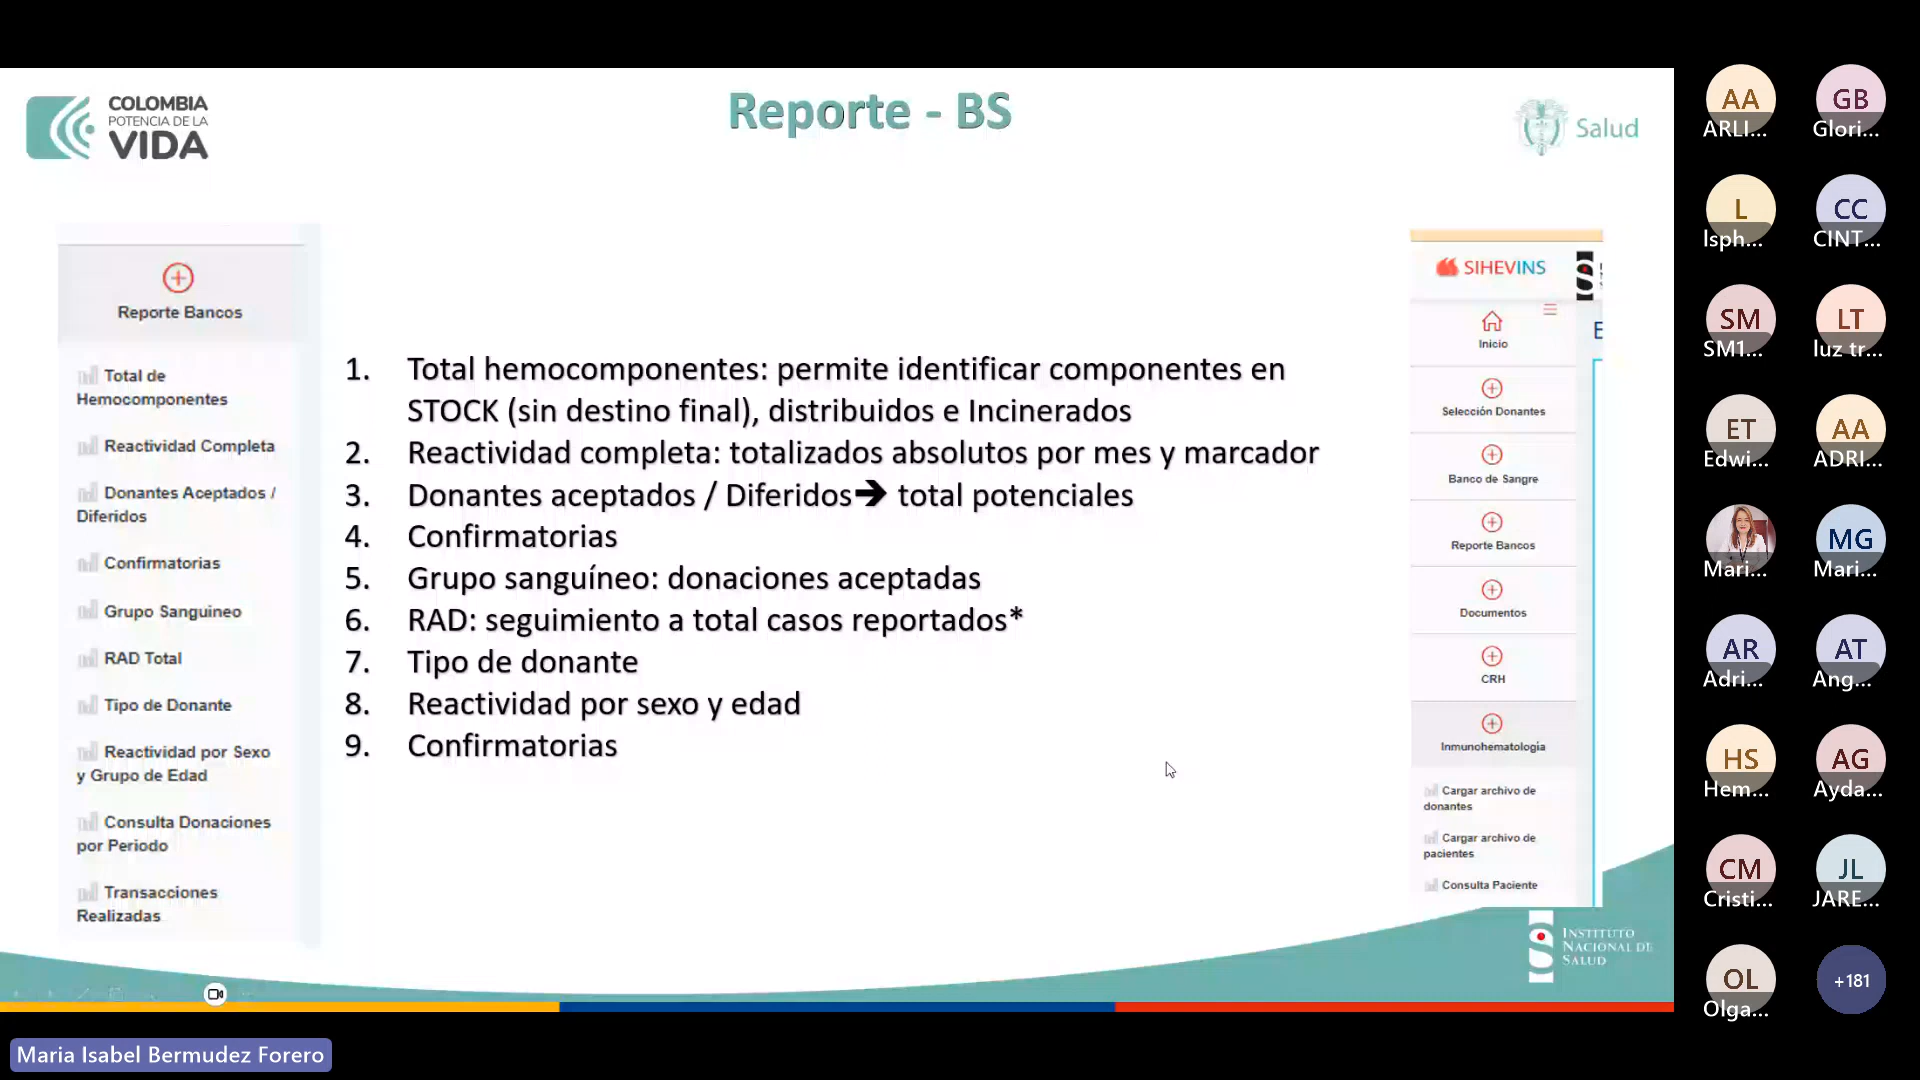 COLOMBIA
POTENCIA DE LA
VIDA
Reporte - BS
Salud
Reporte Bancos
Total de
Hemocomponentes
Reactividad Completa
Donantes Aceptados /
Diferidos
Confirmatorias
Grupo Sanguineo
RAD Total
Tipo de Donante
Reactividad por Sexo
y Grupo de Edad
Consulta Donaciones
por Periodo
Transacciones
Realizadas
1. Total hemocomponentes: permite identificar componentes en
STOCK (sin destino final), distribuidos e Incinerados
2. Reactividad completa: totalizados absolutos por mes y marcador
3. Donantes aceptados / Diferidos➔ total potenciales
4. Confirmatorias
5. Grupo sanguíneo: donaciones aceptadas
6. RAD: seguimiento a total casos reportados*
7. Tipo de donante
8. Reactividad por sexo y edad
9. Confirmatorias
SIHEVINS
Inicio
E
Selección Donantes
Banco de Sangre
Reporte Bancos
Documentos
CRH
Inmunohematología
Cargar archivo de
donantes
Cargar archivo de
pacientes
Consulta Paciente
INSTITUTO
NACIONAL DE
SALUD
Maria Isabel Bermudez Forero
AA GB
ARLI... Glori...
L CC
lsph... CINT...
SM LT
SM1... luz tr...
ET AA
Edwi... ADRI...
MG
Mari... Mari...
AR AT
Adri... Ang...
HS AG
Hem... Ayda...
CM JL
Cristi... JARE...
OL +181
Olga...